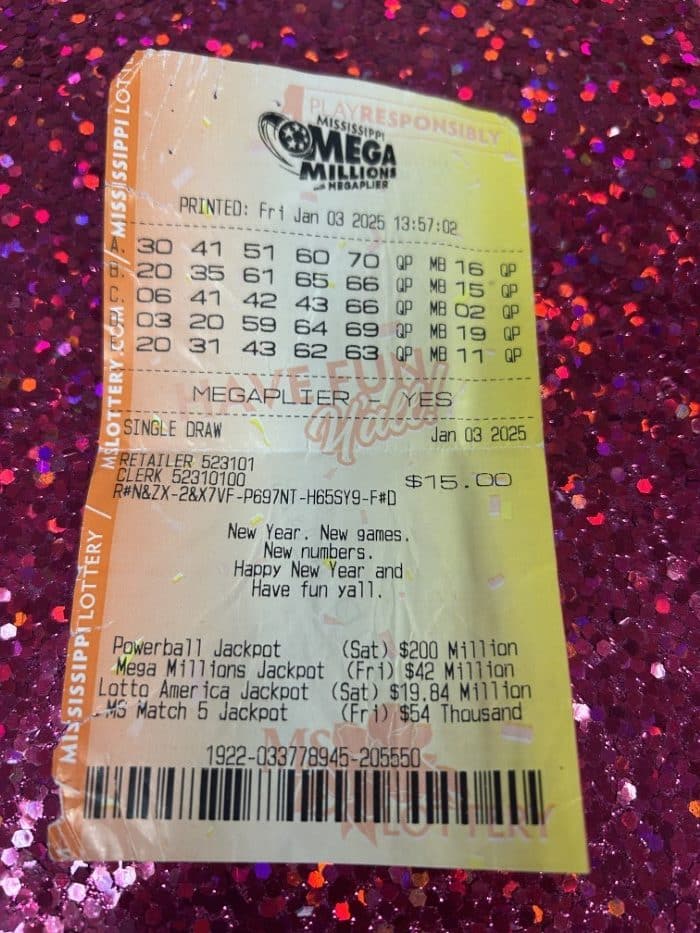 PLAY RESPONSIBLY
MISSISSIPPI
MEGA
MILLIONS
MEGAPLIER
PRINTED: Fri Jan 03 2025 13:57:02
A. 30 41 51 60 70 QP MB 16 QP
B. 20 35 61 65 66 QP MB 15 QP
C. 06 41 42 43 66 QP MB 02 QP
03 20 59 64 69 QP MB 19 QP
20 31 43 62 63 QP MB 11 QP
HAVE FUN
Y'all!
MEGAPLIER - YES
SINGLE DRAW Jan 03 2025
RETAILER 523101
CLERK 52310100 $15.00
R#N&ZX-2&X7VF-P697NT-H65SY9-F#D
New Year. New games.
New numbers.
Happy New Year and
Have fun yall.
Powerball Jackpot (Sat) $200 Million
Mega Millions Jackpot (Fri) $42 Million
Lotto America Jackpot (Sat) $19.84 Million
MS Match 5 Jackpot (Fri) $54 Thousand
1922-033778945-205550
MS
LOTTERY
MISSISSIPPI LOTTERY / MSLOTTERY.COM / MISSISSIPPI LOTT